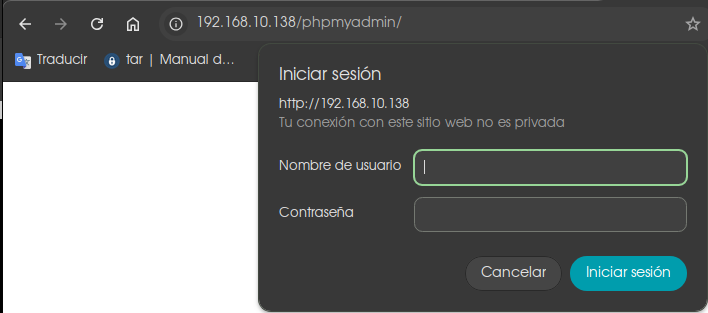 192.168.10.138/phpmyadmin/
Traducir
tar | Manual d...
Iniciar sesión
http://192.168.10.138
Tu conexión con este sitio web no es privada
Nombre de usuario
Contraseña
Cancelar
Iniciar sesión